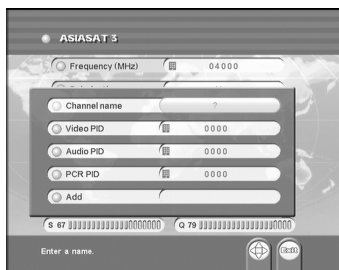 ASIASAT 3
Frequency (MHz) 04000
Channel name ?
Video PID 0000
Audio PID 0000
PCR PID 0000
Add
S 67 Q 79
Enter a name. Exit